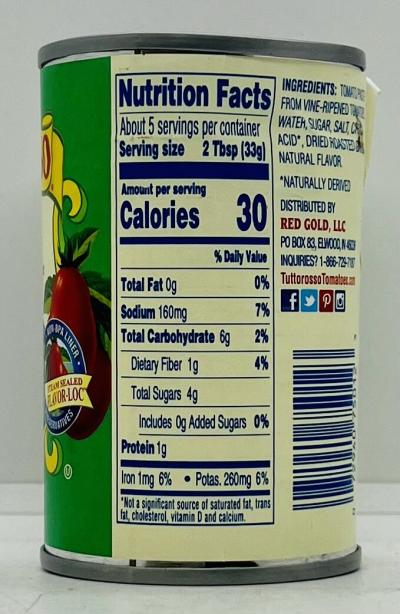 Nutrition Facts
About 5 servings per container
Serving size 2 Tbsp (33g)
Amount per serving
Calories 30
% Daily Value
Total Fat 0g 0%
Sodium 160mg 7%
Total Carbohydrate 6g 2%
Dietary Fiber 1g 4%
Total Sugars 4g
Includes 0g Added Sugars 0%
Protein 1g
Iron 1mg 6% • Potas. 260mg 6%
*Not a significant source of saturated fat, trans
fat, cholesterol, vitamin D and calcium.
INGREDIENTS: TOMATO
FROM VINE-RIPENED
WATER, SUGAR, SALT,
ACID*, DRIED ROASTED
NATURAL FLAVOR.
*NATURALLY DERIVED
DISTRIBUTED BY
RED GOLD, LLC
PO BOX 83, ELWOOD, IN
INQUIRIES? 1-866-729-7187
TuttorossoTomatoes.com
NON-BPA LINER
STEAM SEALED
FLAVOR-LOC